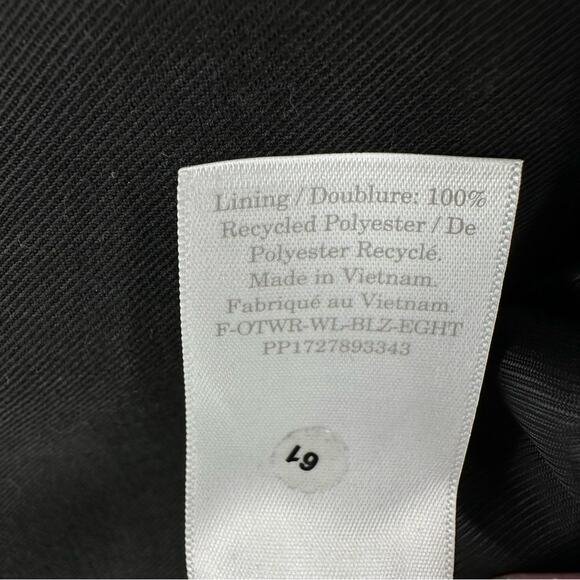 Lining / Doublure: 100%
Recycled Polyester / De
Polyester Recyclé.
Made in Vietnam.
Fabriqué au Vietnam.
F-OTWR-WL-BLZ-EGHT
PP1727893343
61